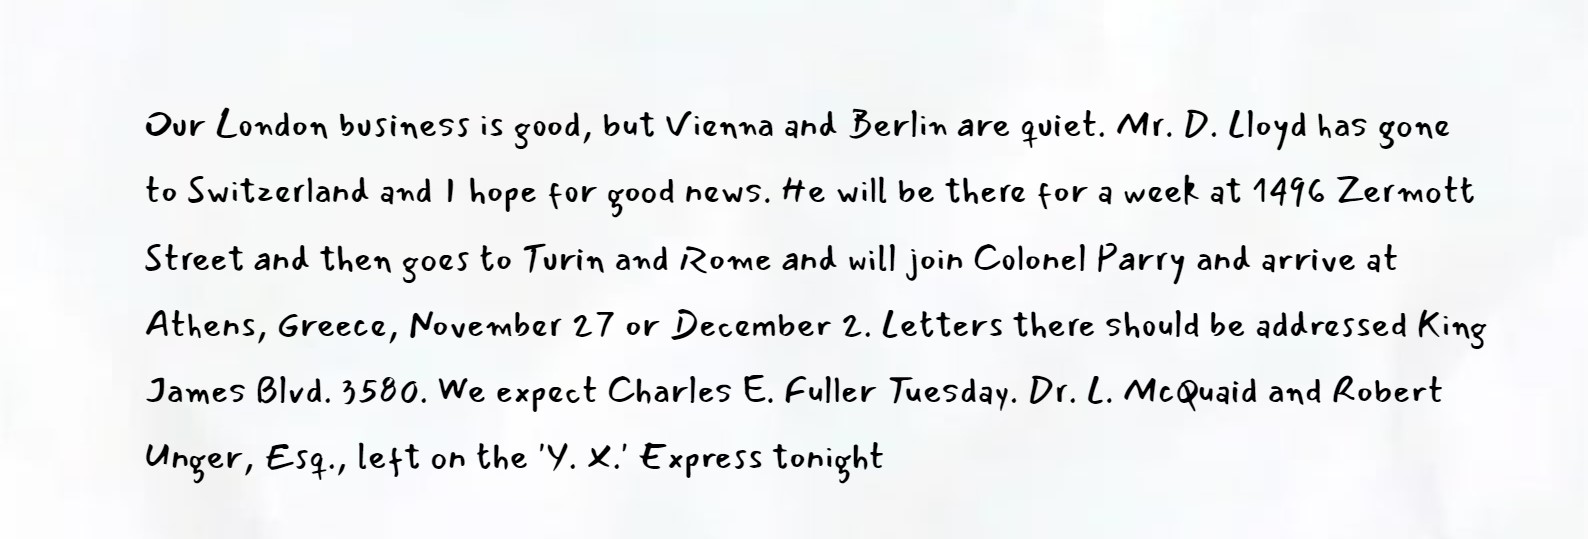 Our London business is good, but Vienna and Berlin are quiet. Mr. D. Lloyd has gone
to Switzerland and I hope for good news. He will be there for a week at 1496 Zermott
Street and then goes to Turin and Rome and will join Colonel Parry and arrive at
Athens, Greece, November 27 or December 2. Letters there should be addressed King
James Blvd. 3580. We expect Charles E. Fuller Tuesday. Dr. L. McQuaid and Robert
Unger, Esq., left on the 'Y. X.' Express tonight